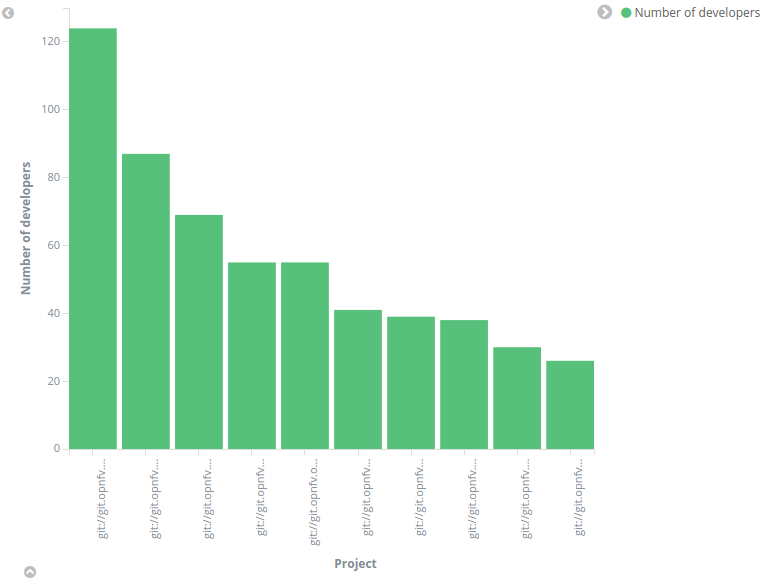 Number of developers
120
100
80
60
40
20
0
Number of developers
git://git.opnfv....
git://git.opnfv....
git://git.opnfv....
git://git.opnfv...
git://git.opnfv.o...
git://git.opnfv...
git://git.opnfv...
git://git.opnfv....
git://git.opnfv....
git://git.opnfv...
Project